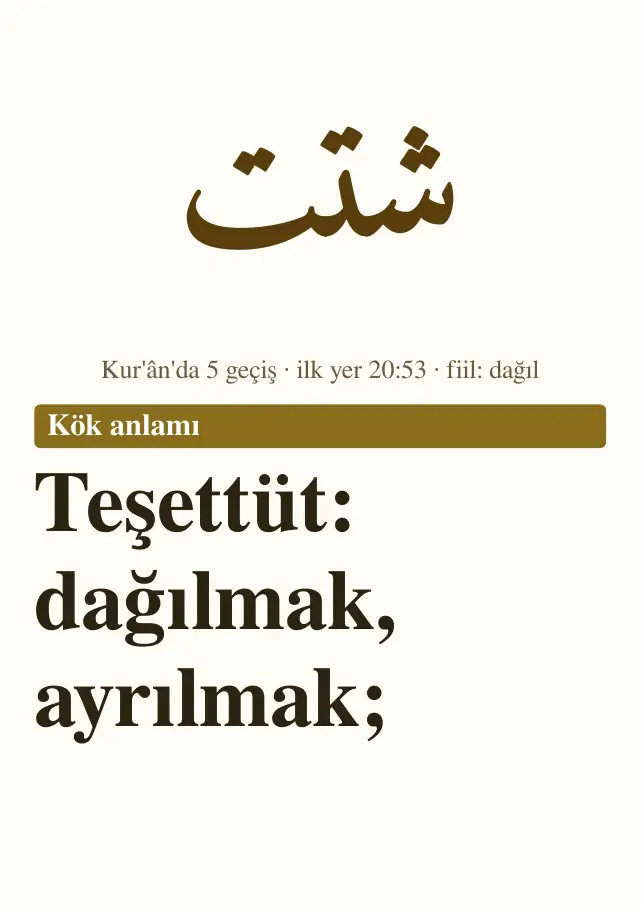 شتت
Kur'ân'da 5 geçiş · ilk yer 20:53 · fiil: dağıl
Kök anlamı
Teşettüt:
dağılmak,
ayrılmak;